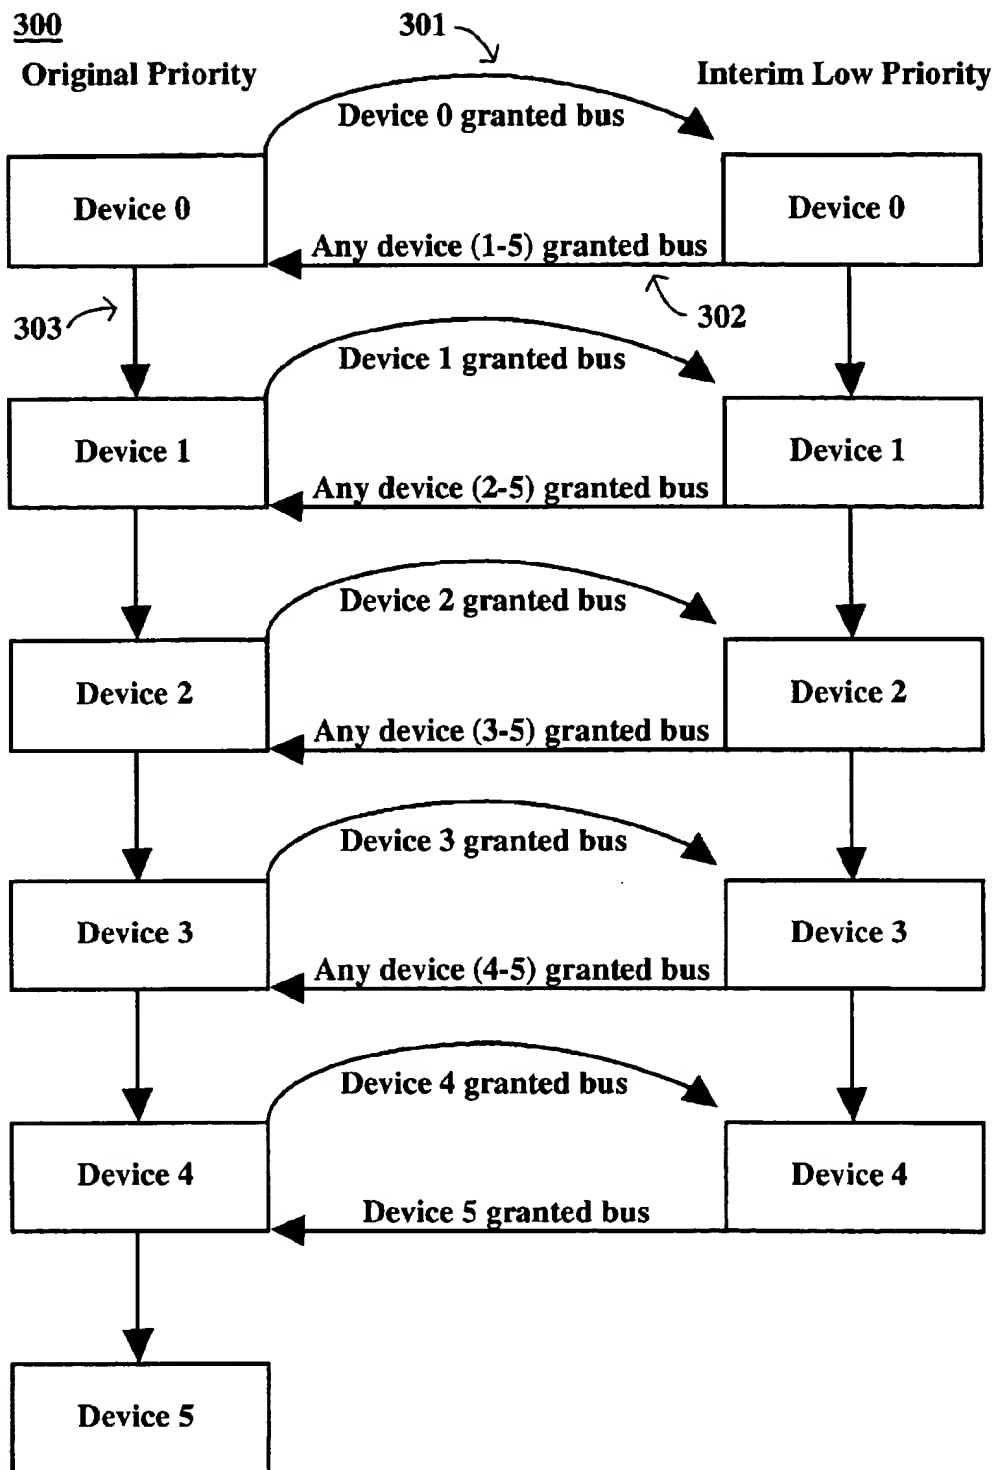 300
301
Original Priority
Interim Low Priority
Device 0 granted bus
Device 0
Device 0
Any device (1-5) granted bus
303
302
Device 1 granted bus
Device 1
Device 1
Any device (2-5) granted bus
Device 2 granted bus
Device 2
Device 2
Any device (3-5) granted bus
Device 3 granted bus
Device 3
Device 3
Any device (4-5) granted bus
Device 4 granted bus
Device 4
Device 4
Device 5 granted bus
Device 5